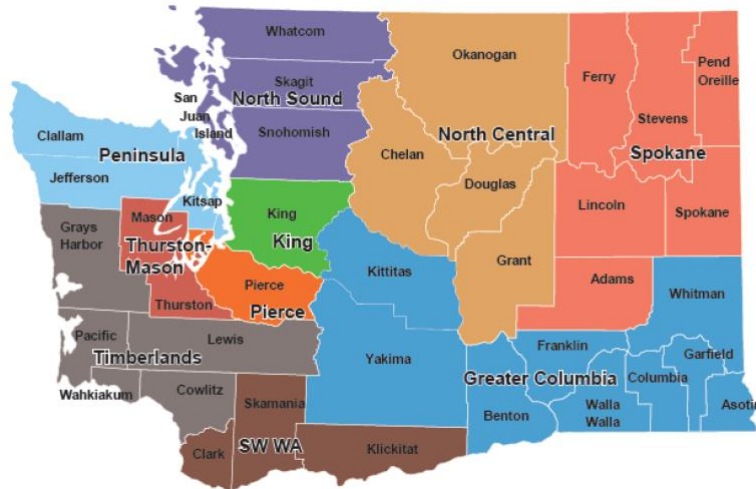 Whatcom
Okanogan
Ferry
Pend
Oreille
Skagit
San
Juan
Island
North Sound
Stevens
Snohomish
North Central
Clallam
Peninsula
Chelan
Spokane
Jefferson
Douglas
Kitsap
Lincoln
Spokane
Mason
King
Grays
Harbor
King
Thurston-
Mason
Kittitas
Grant
Adams
Pierce
Whitman
Thurston
Pierce
Pacific
Lewis
Franklin
Timberlands
Yakima
Garfield
Greater Columbia
Columbia
Wahkiakum
Cowlitz
Skamania
Benton
Walla
Walla
Asotin
SW WA
Clark
Klickitat